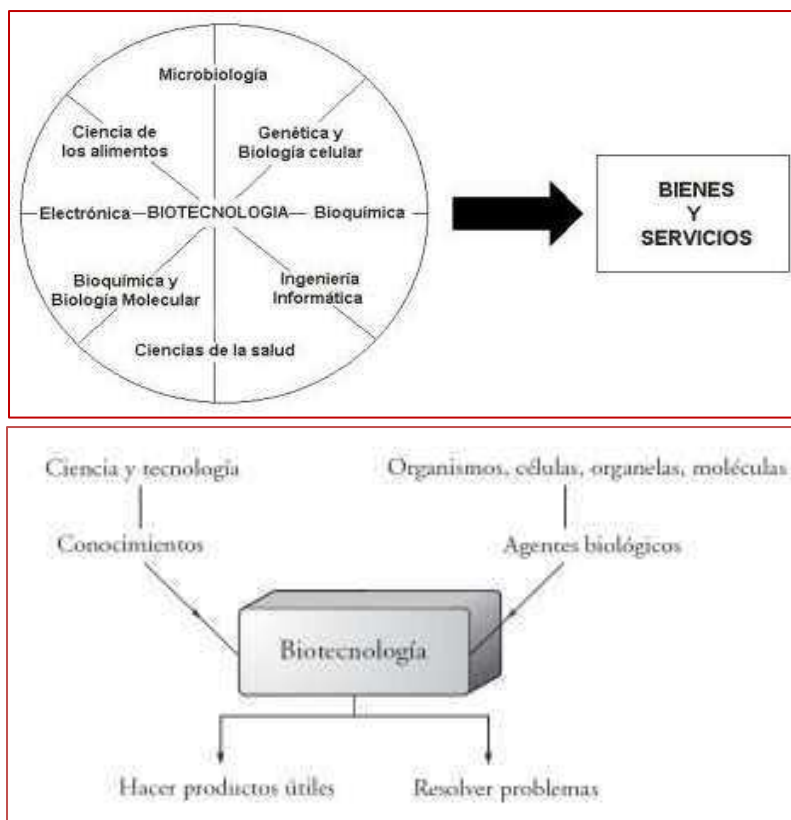 Microbiología
Ciencia de
los alimentos
Genética y
Biología celular
Electrónica
BIOTECNOLOGIA
Bioquímica
Bioquímica y
Biología Molecular
Ingeniería
Informática
Ciencias de la salud
BIENES
Y
SERVICIOS
Ciencia y tecnología
Organismos, células, organelas, moléculas
Conocimientos
Agentes biológicos
Biotecnología
Hacer productos útiles
Resolver problemas